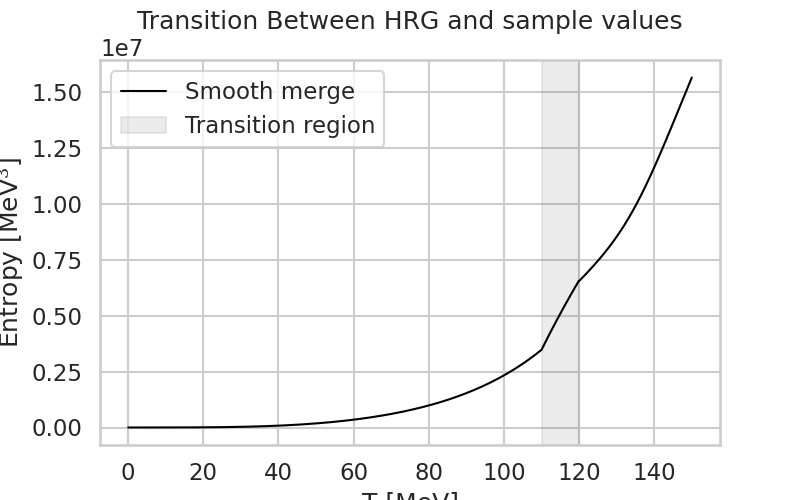 Transition Between HRG and sample values
1e7
Smooth merge
Transition region
1.50
1.25
1.00
0.75
0.50
0.25
0.00
Entropy [MeV³]
0 20 40 60 80 100 120 140
T [MeV]